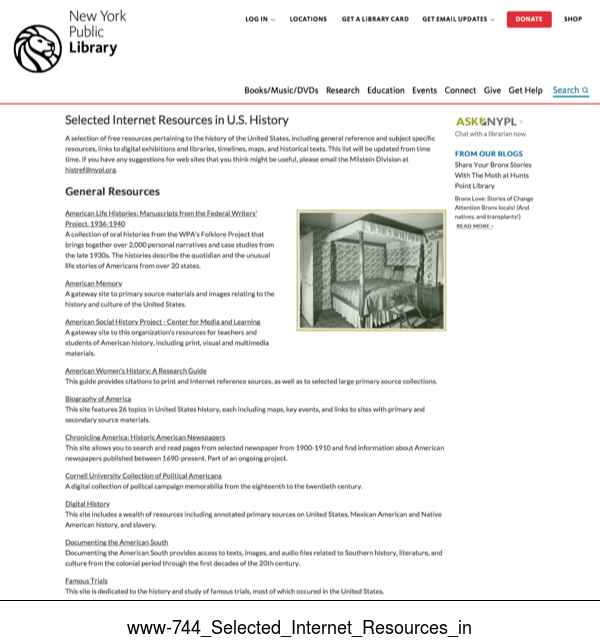 New York
Public
Library
LOG IN
LOCATIONS
GET A LIBRARY CARD
GET EMAIL UPDATES
DONATE
SHOP
Books/Music/DVDs Research Education Events Connect Give Get Help Search
Selected Internet Resources in U.S. History
A selection of free resources pertaining to the history of the United States, including general reference and subject specific
resources, links to digital exhibitions and libraries, timelines, maps, and historical texts. This list will be updated from time
time. If you have any suggestions for web sites that you think might be useful, please email the Milstein Division at
histref@nypl.org.
General Resources
American Life Histories: Manuscripts from the Federal Writers'
Project, 1936-1940
A collection of oral histories from the WPA's Folklore Project that
brings together over 2,000 personal narratives and case studies from
the late 1930s. The histories describe the quotidian and the unusual
life stories of Americans from over 20 states.
American Memory
A gateway site to primary source materials and images relating to the
history and culture of the United States.
American Social History Project - Center for Media and Learning
A gateway site to this organization's resources for teachers and
students of American history, including print, visual and multimedia
materials.
American Women's History: A Research Guide
This guide provides citations to print and Internet reference sources, as well as to selected large primary source collections.
Biography of America
This site features 26 topics in United States history, each including maps, key events, and links to sites with primary and
secondary source materials.
Chronicling America: Historic American Newspapers
This site allows you to search and read pages from selected newspaper from 1900-1910 and find information about American
newspapers published between 1690-present. Part of an ongoing project.
Cornell University Collection of Political Americana
A digital collection of politcal campaign memorabilia from the eighteenth to the twentieth century.
Digital History
This site includes a wealth of resources including annotated primary sources on United States, Mexican American and Native
American history, and slavery.
Documenting the American South
Documenting the American South provides access to texts, images, and audio files related to Southern history, literature, and
culture from the colonial period through the first decades of the 20th century.
Famous Trials
This site is dedicated to the history and study of famous trials, most of which occured in the United States.
ASK NYPL >
Chat with a librarian now
FROM OUR BLOGS
Share Your Bronx Stories
With The Moth at Hunts
Point Library
Bronx Love: Stories of Change
Attention Bronx locals! (And
natives, and transplants!)
READ MORE ›
www-744_Selected_Internet_Resources_in